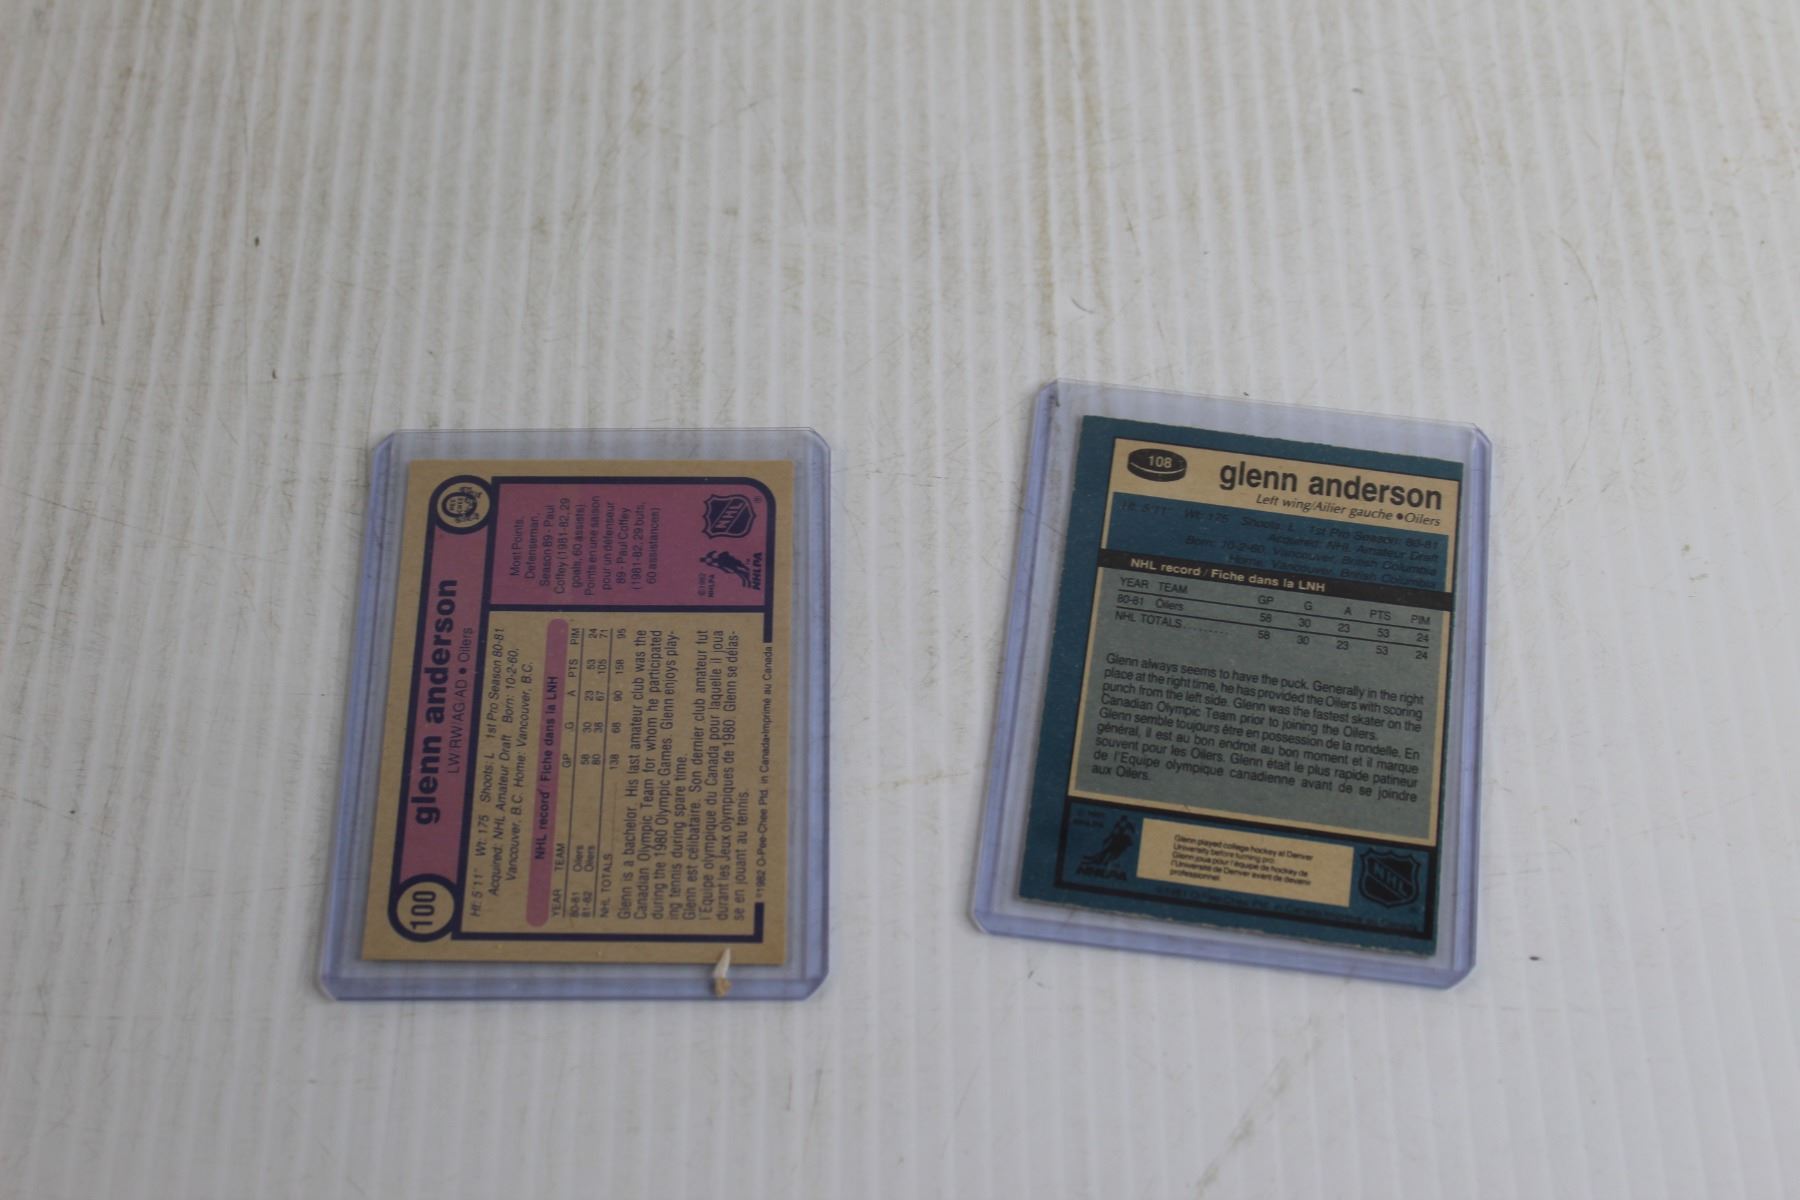 100
glenn anderson
LW/RW/AG/AD • Oilers
Ht: 5'11" Wt: 175 Shoots: L 1st Pro Season 80-81
Acquired: NHL Amateur Draft Born: 10-2-60,
Vancouver, B.C. Home: Vancouver, B.C.
NHL record/Fiche dans la LNH
YEAR TEAM GP G A PTS PIM
80-81 Oilers 58 30 23 53 24
81-82 Oilers 80 38 67 105 71
NHL TOTALS 138 68 90 158 95
Glenn is a bachelor. His last amateur club was the
Canadian Olympic Team for whom he participated
during the 1980 Olympic Games. Glenn enjoys play-
ing tennis during spare time.
Glenn est célibataire. Son dernier club amateur fut
l'Equipe olympique du Canada pour laquelle il joua
durant les Jeux olympiques de 1980. Glenn se délas-
se en jouant au tennis.
©1982 O-Pee-Chee Ptd. in Canada•Imprimé au Canada
Most Points,
Defenseman,
Season 89 - Paul
Coffey (1981-82, 29
goals, 60 assists)
Points en une saison
pour un défenseur
89 - Paul Coffey
(1981-82, 29 buts,
60 assistances)
©1982
NHLPA
NHLPA
NHL
®
108
glenn anderson
Left wing/Ailier gauche •Oilers
Ht: 5'11" Wt: 175 Shoots: L 1st Pro Season: 80-81
Acquired: NHL Amateur Draft
Born: 10-2-60, Vancouver, British Columbia
Home: Vancouver, British Columbia
NHL record / Fiche dans la LNH
YEAR TEAM GP G A PTS PIM
80-81 Oilers 58 30 23 53 24
NHL TOTALS......... 58 30 23 53 24
Glenn always seems to have the puck. Generally in the right
place at the right time, he has provided the Oilers with scoring
punch from the left side. Glenn was the fastest skater on the
Canadian Olympic Team prior to joining the Oilers.
Glenn semble toujours être en possession de la rondelle. En
général, il est au bon endroit au bon moment et il marque
souvent pour les Oilers. Glenn était le plus rapide patineur
de l'Equipe olympique canadienne avant de se joindre
aux Oilers.
NHLPA
NHLPA
Glenn played college hockey at Denver
University before turning pro.
Glenn joua pour l'équipe de hockey de
l'Université de Denver avant de devenir
professionnel.
NHL